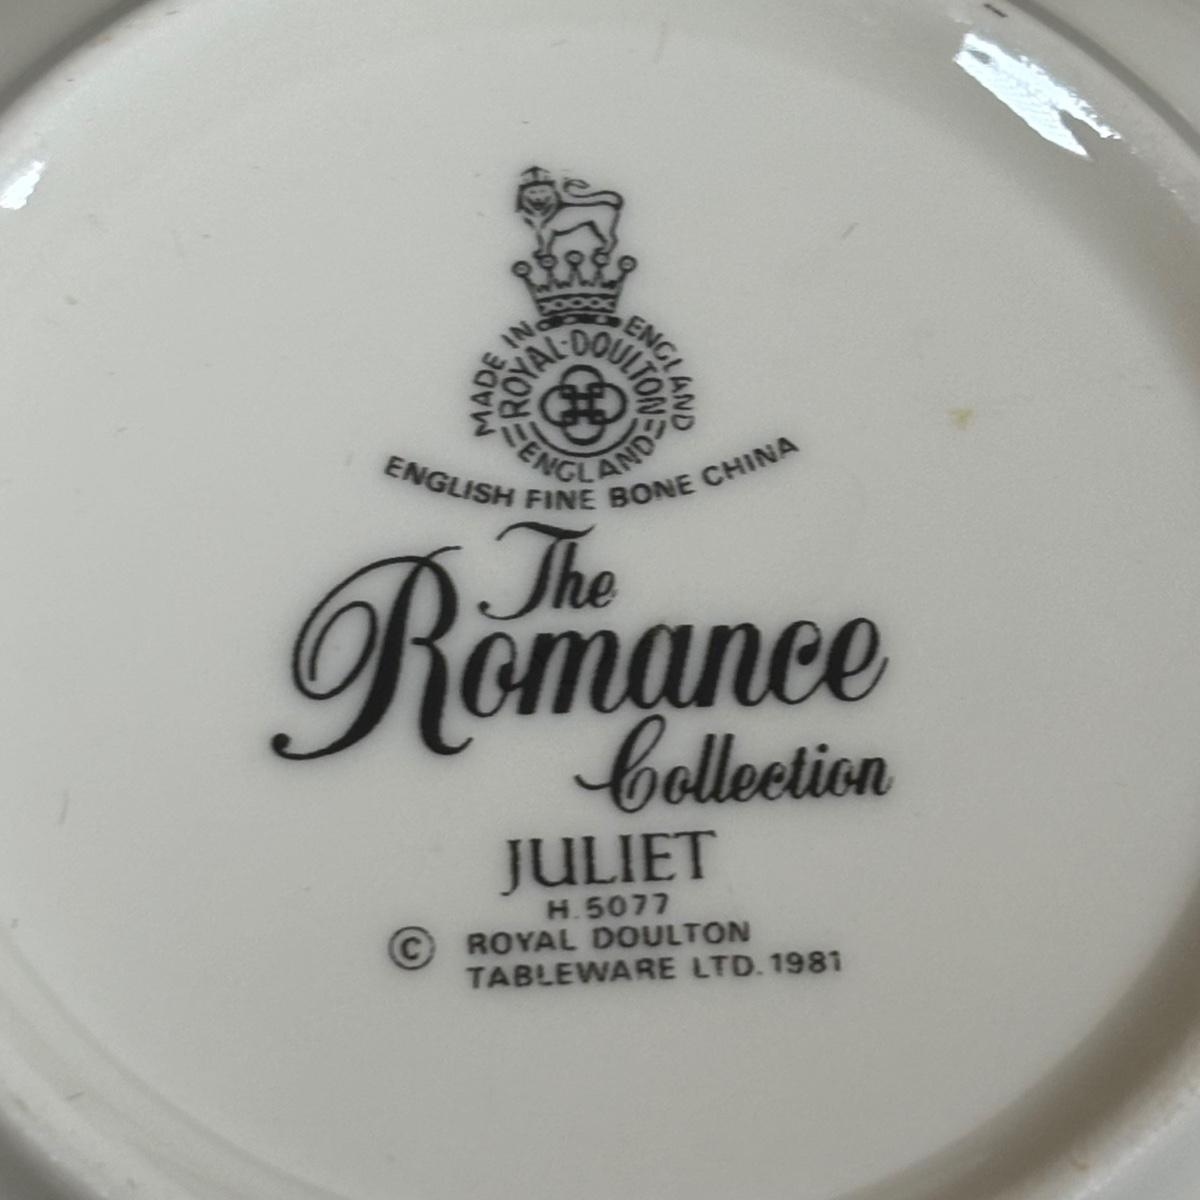 MADE IN ENGLAND
ROYAL·DOULTON
ENGLAND
ENGLISH FINE BONE CHINA
The
Romance
Collection
JULIET
H.5077
© ROYAL DOULTON
TABLEWARE LTD.1981